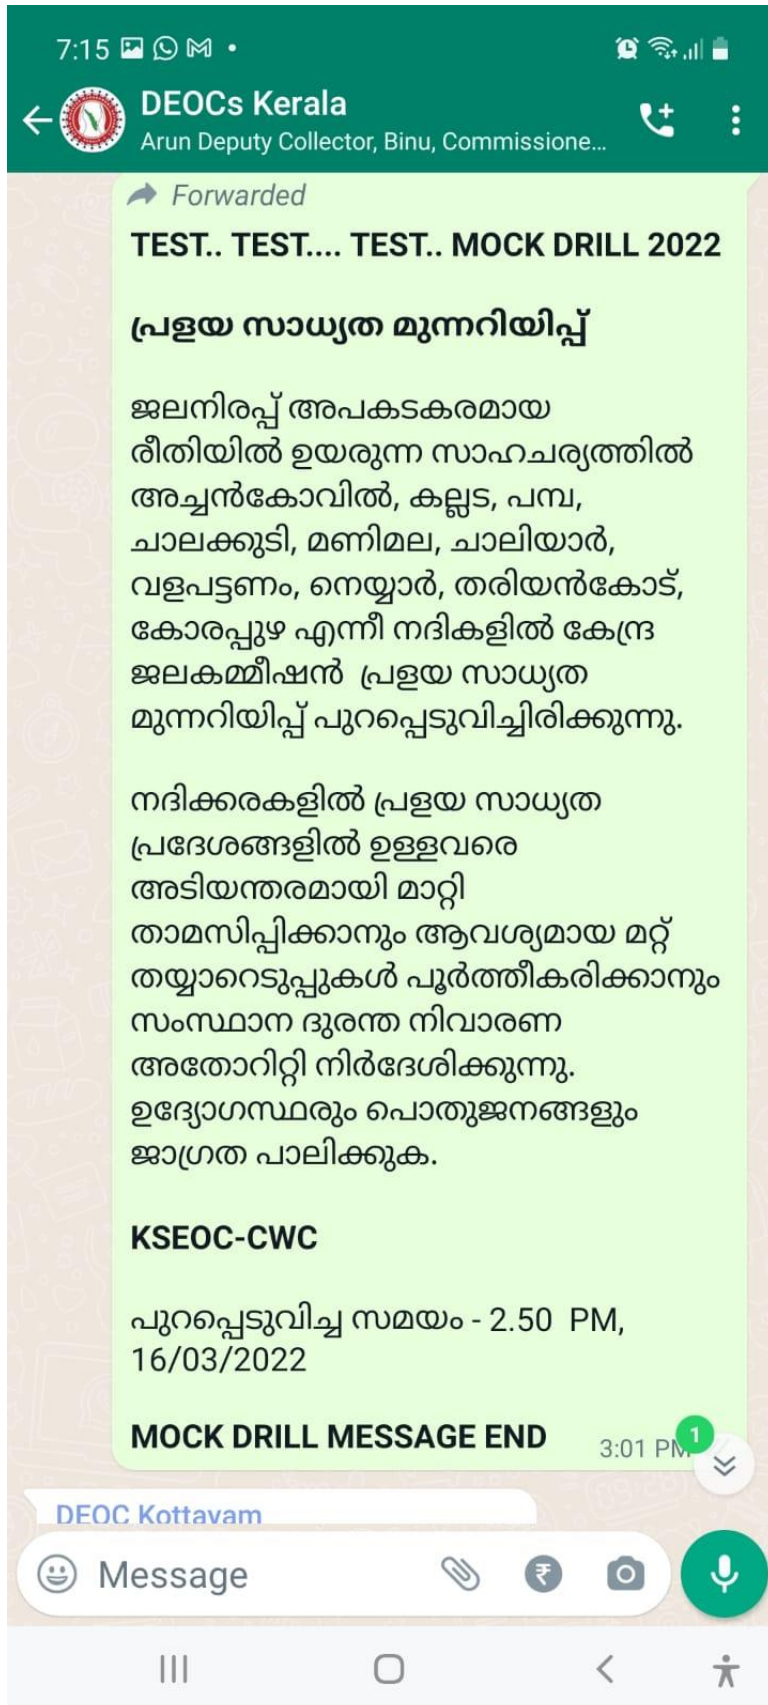 7:15
DEOCs Kerala
Arun Deputy Collector, Binu, Commissione...
Forwarded
TEST.. TEST.... TEST.. MOCK DRILL 2022
പ്രളയ സാധ്യത മുന്നറിയിപ്പ്
ജലനിരപ്പ് അപകടകരമായ
രീതിയിൽ ഉയരുന്ന സാഹചര്യത്തിൽ
അച്ചൻകോവിൽ, കല്ലട, പമ്പ,
ചാലക്കുടി, മണിമല, ചാലിയാർ,
വളപട്ടണം, നെയ്യാർ, തരിയൻകോട്,
കോരപ്പുഴ എന്നീ നദികളിൽ കേന്ദ്ര
ജലകമ്മീഷൻ പ്രളയ സാധ്യത
മുന്നറിയിപ്പ് പുറപ്പെടുവിച്ചിരിക്കുന്നു.
നദിക്കരകളിൽ പ്രളയ സാധ്യത
പ്രദേശങ്ങളിൽ ഉള്ളവരെ
അടിയന്തരമായി മാറ്റി
താമസിപ്പിക്കാനും ആവശ്യമായ മറ്റ്
തയ്യാറെടുപ്പുകൾ പൂർത്തീകരിക്കാനും
സംസ്ഥാന ദുരന്ത നിവാരണ
അതോറിറ്റി നിർദേശിക്കുന്നു.
ഉദ്യോഗസ്ഥരും പൊതുജനങ്ങളും
ജാഗ്രത പാലിക്കുക.
KSEOC-CWC
പുറപ്പെടുവിച്ച സമയം - 2.50 PM,
16/03/2022
MOCK DRILL MESSAGE END
3:01 PM
1
DEOC Kottayam
Message